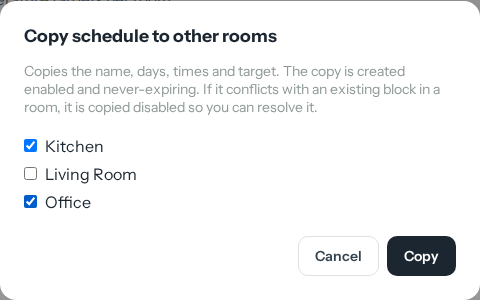 Copy schedule to other rooms
Copies the name, days, times and target. The copy is created
enabled and never-expiring. If it conflicts with an existing block in a
room, it is copied disabled so you can resolve it.
Kitchen
Living Room
Office
Cancel
Copy